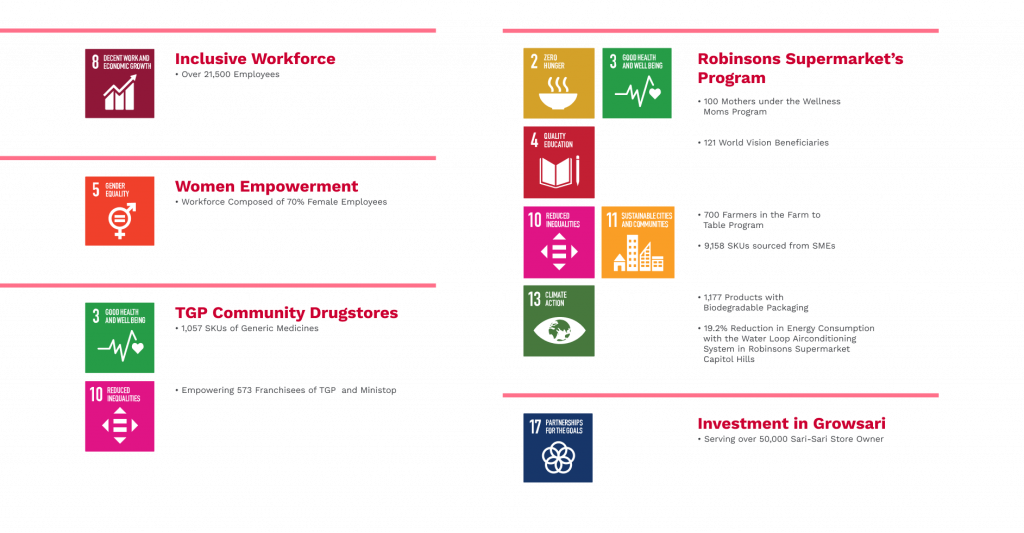 8 DECENT WORK AND
ECONOMIC GROWTH
Inclusive Workforce
• Over 21,500 Employees
5 GENDER
EQUALITY
Women Empowerment
• Workforce Composed of 70% Female Employees
3 GOOD HEALTH
AND WELL BEING
TGP Community Drugstores
• 1,057 SKUs of Generic Medicines
10 REDUCED
INEQUALITIES
• Empowering 573 Franchisees of TGP and Ministop
2 ZERO
HUNGER
3 GOOD HEALTH
AND WELL BEING
Robinsons Supermarket’s
Program
• 100 Mothers under the Wellness
Moms Program
4 QUALITY
EDUCATION
• 121 World Vision Beneficiaries
10 REDUCED
INEQUALITIES
11 SUSTAINABLE CITIES
AND COMMUNITIES
• 700 Farmers in the Farm to
Table Program
• 9,158 SKUs sourced from SMEs
13 CLIMATE
ACTION
• 1,177 Products with
Biodegradable Packaging
• 19.2% Reduction in Energy Consumption
with the Water Loop Airconditioning
System in Robinsons Supermarket
Capitol Hills
17 PARTNERSHIPS
FOR THE GOALS
Investment in Growsari
• Serving over 50,000 Sari-Sari Store Owner